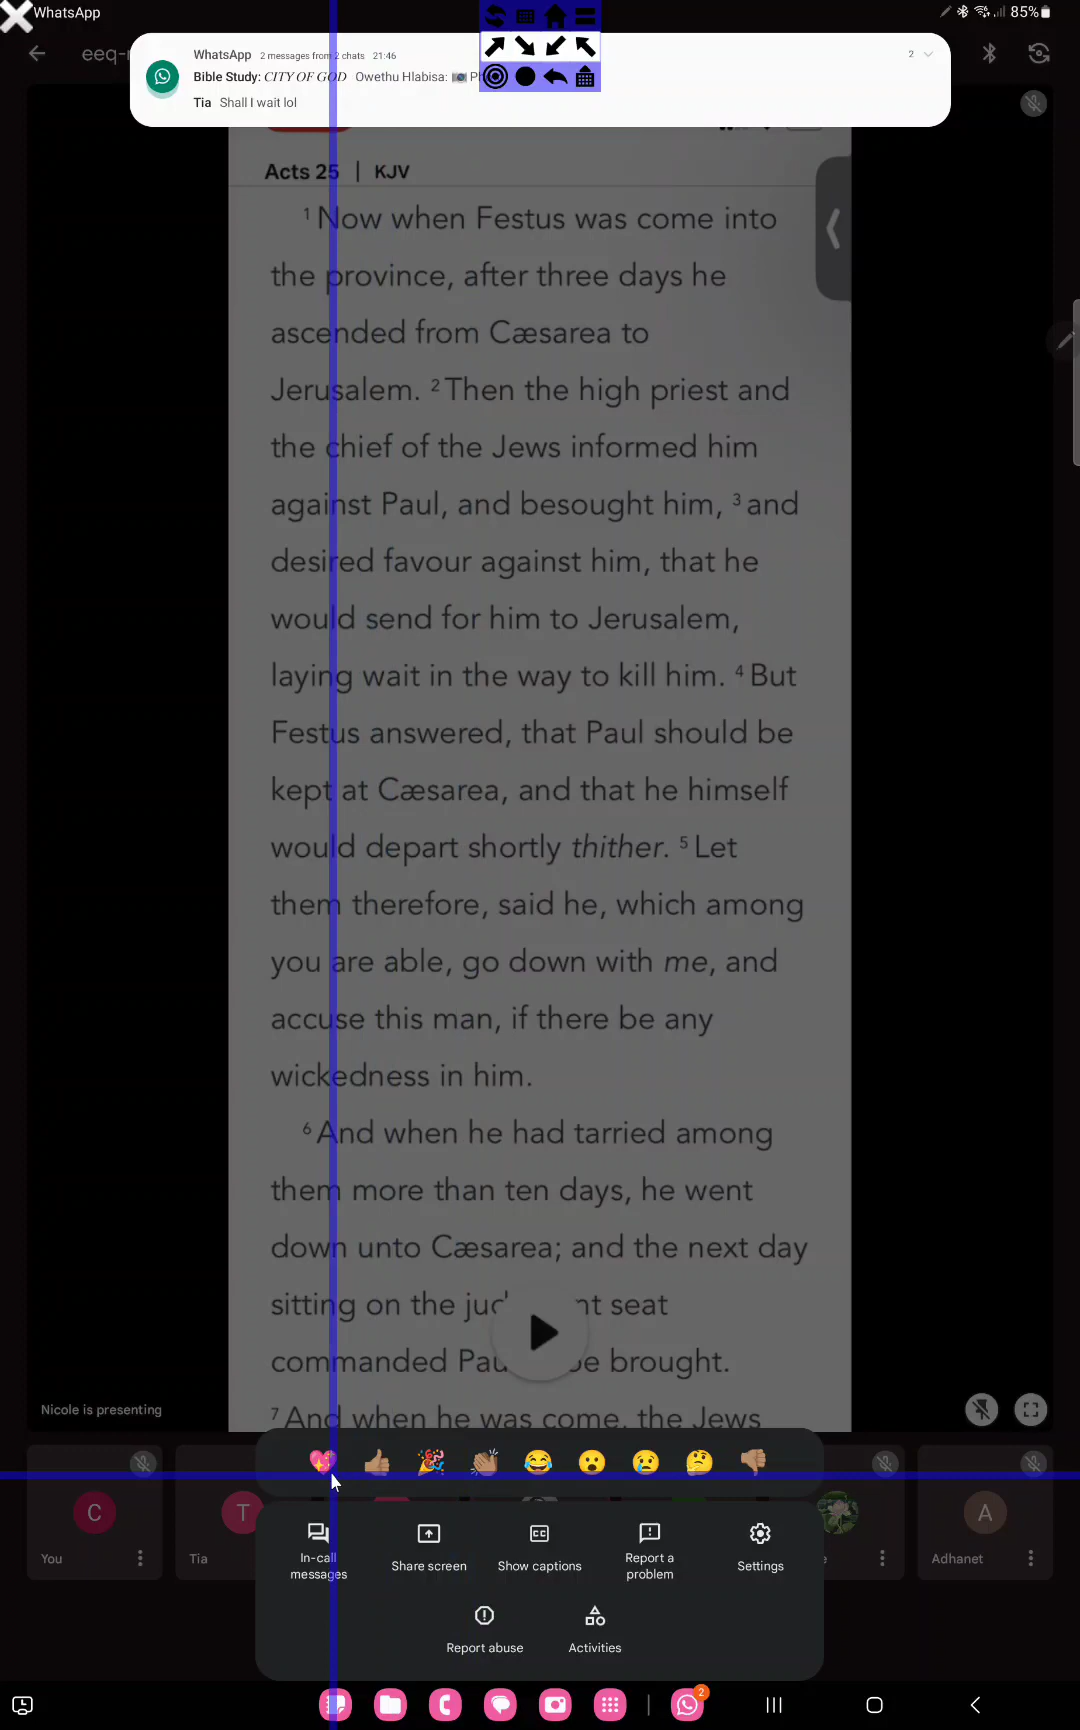 WhatsApp
85%
eeq-
WhatsApp 2 messages from 2 chats 21:46
2
Bible Study: CITY OF GOD Owethu Hlabisa:
Tia Shall I wait lol
Acts 25 | KJV
1 Now when Festus was come into
the province, after three days he
ascended from Cæsarea to
Jerusalem. 2 Then the high priest and
the chief of the Jews informed him
against Paul, and besought him, 3 and
desired favour against him, that he
would send for him to Jerusalem,
laying wait in the way to kill him. 4 But
Festus answered, that Paul should be
kept at Cæsarea, and that he himself
would depart shortly thither. 5 Let
them therefore, said he, which among
you are able, go down with me, and
accuse this man, if there be any
wickedness in him.
6 And when he had tarried among
them more than ten days, he went
down unto Cæsarea; and the next day
sitting on the seat
commanded be brought.
7 And when he was come, the Jews
Nicole is presenting
C T A
You Tia Adhanet
In-call messages
Share screen
CC
Show captions
Report a problem
Settings
Report abuse
Activities
2